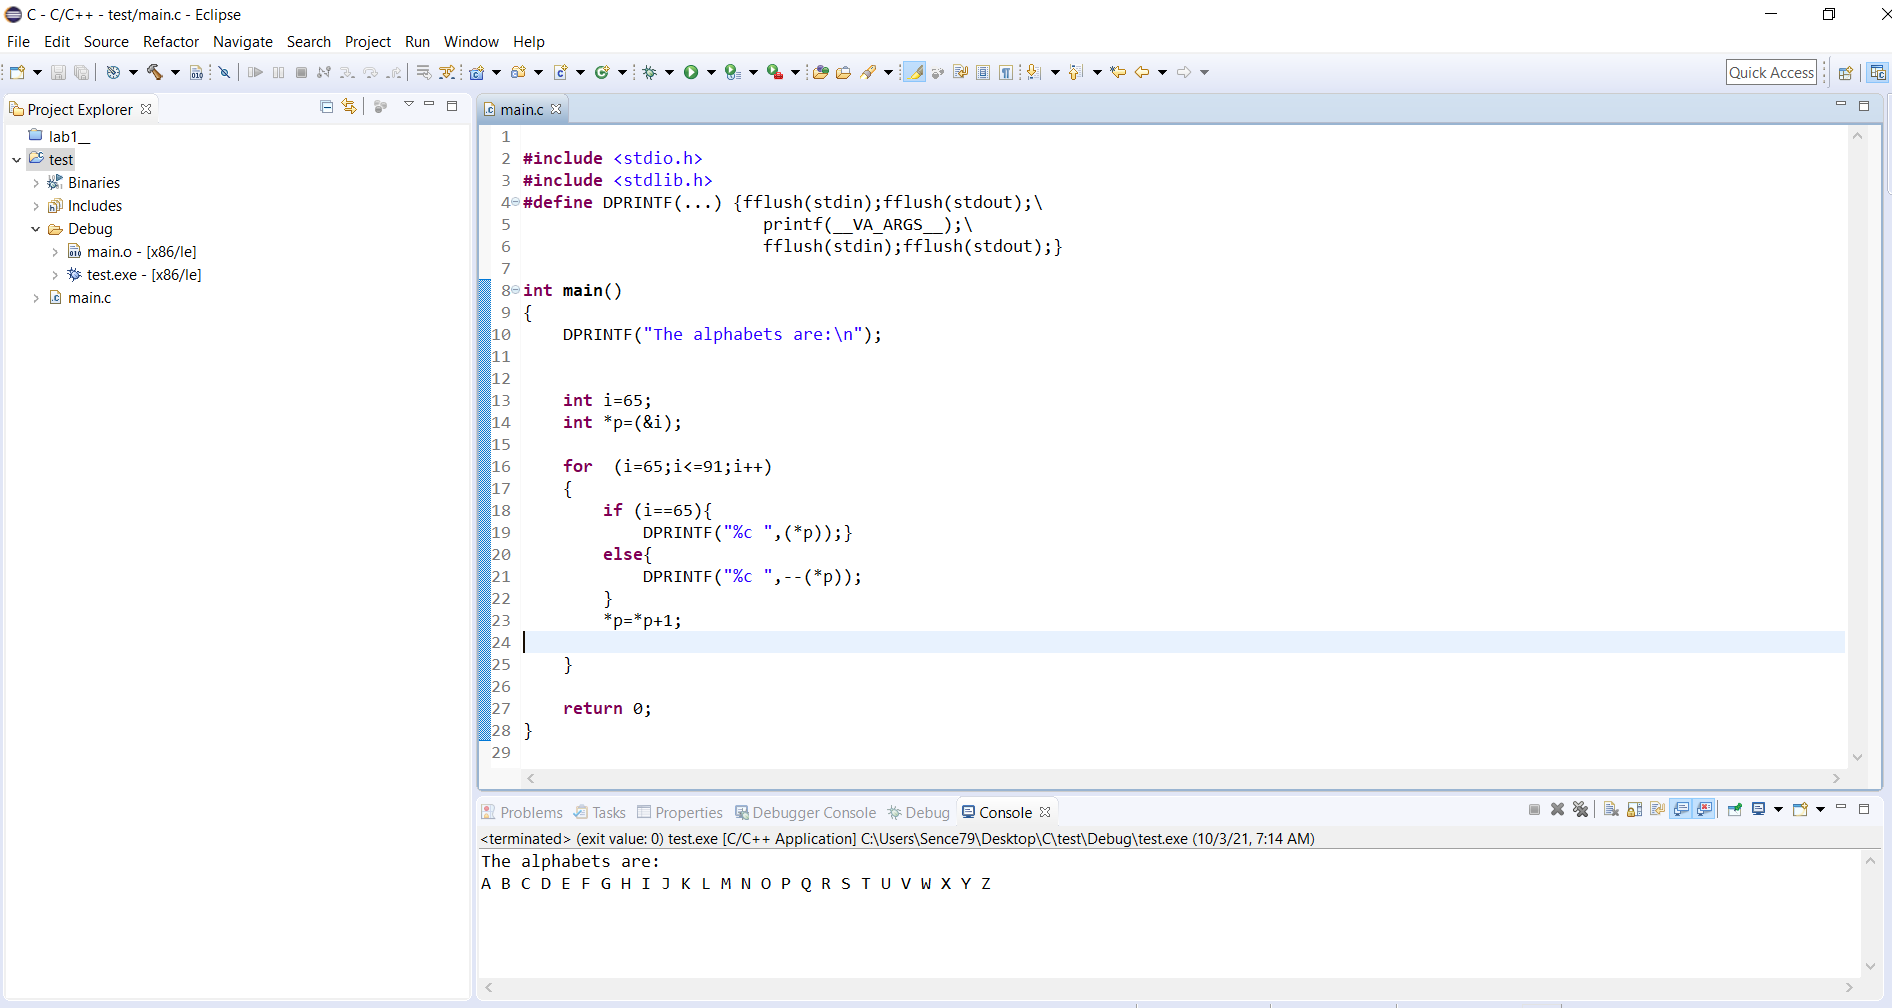 C - C/C++ - test/main.c - Eclipse
File Edit Source Refactor Navigate Search Project Run Window Help
Quick Access
Project Explorer
lab1__
test
Binaries
Includes
Debug
main.o - [x86/le]
test.exe - [x86/le]
main.c
main.c
1
2 #include <stdio.h>
3 #include <stdlib.h>
4 #define DPRINTF(...) {fflush(stdin);fflush(stdout);\
5 printf(__VA_ARGS__);\
6 fflush(stdin);fflush(stdout);}
7
8 int main()
9 {
10 DPRINTF("The alphabets are:\n");
11
12
13 int i=65;
14 int *p=(&i);
15
16 for  (i=65;i<=91;i++)
17 {
18 if (i==65){
19 DPRINTF("%c ",(*p));}
20 else{
21 DPRINTF("%c ",--(*p));
22 }
23 *p=*p+1;
24
25 }
26
27 return 0;
28 }
29
Problems Tasks Properties Debugger Console Debug Console
<terminated> (exit value: 0) test.exe [C/C++ Application] C:\Users\Sence79\Desktop\C\test\Debug\test.exe (10/3/21, 7:14 AM)
The alphabets are:
A B C D E F G H I J K L M N O P Q R S T U V W X Y Z